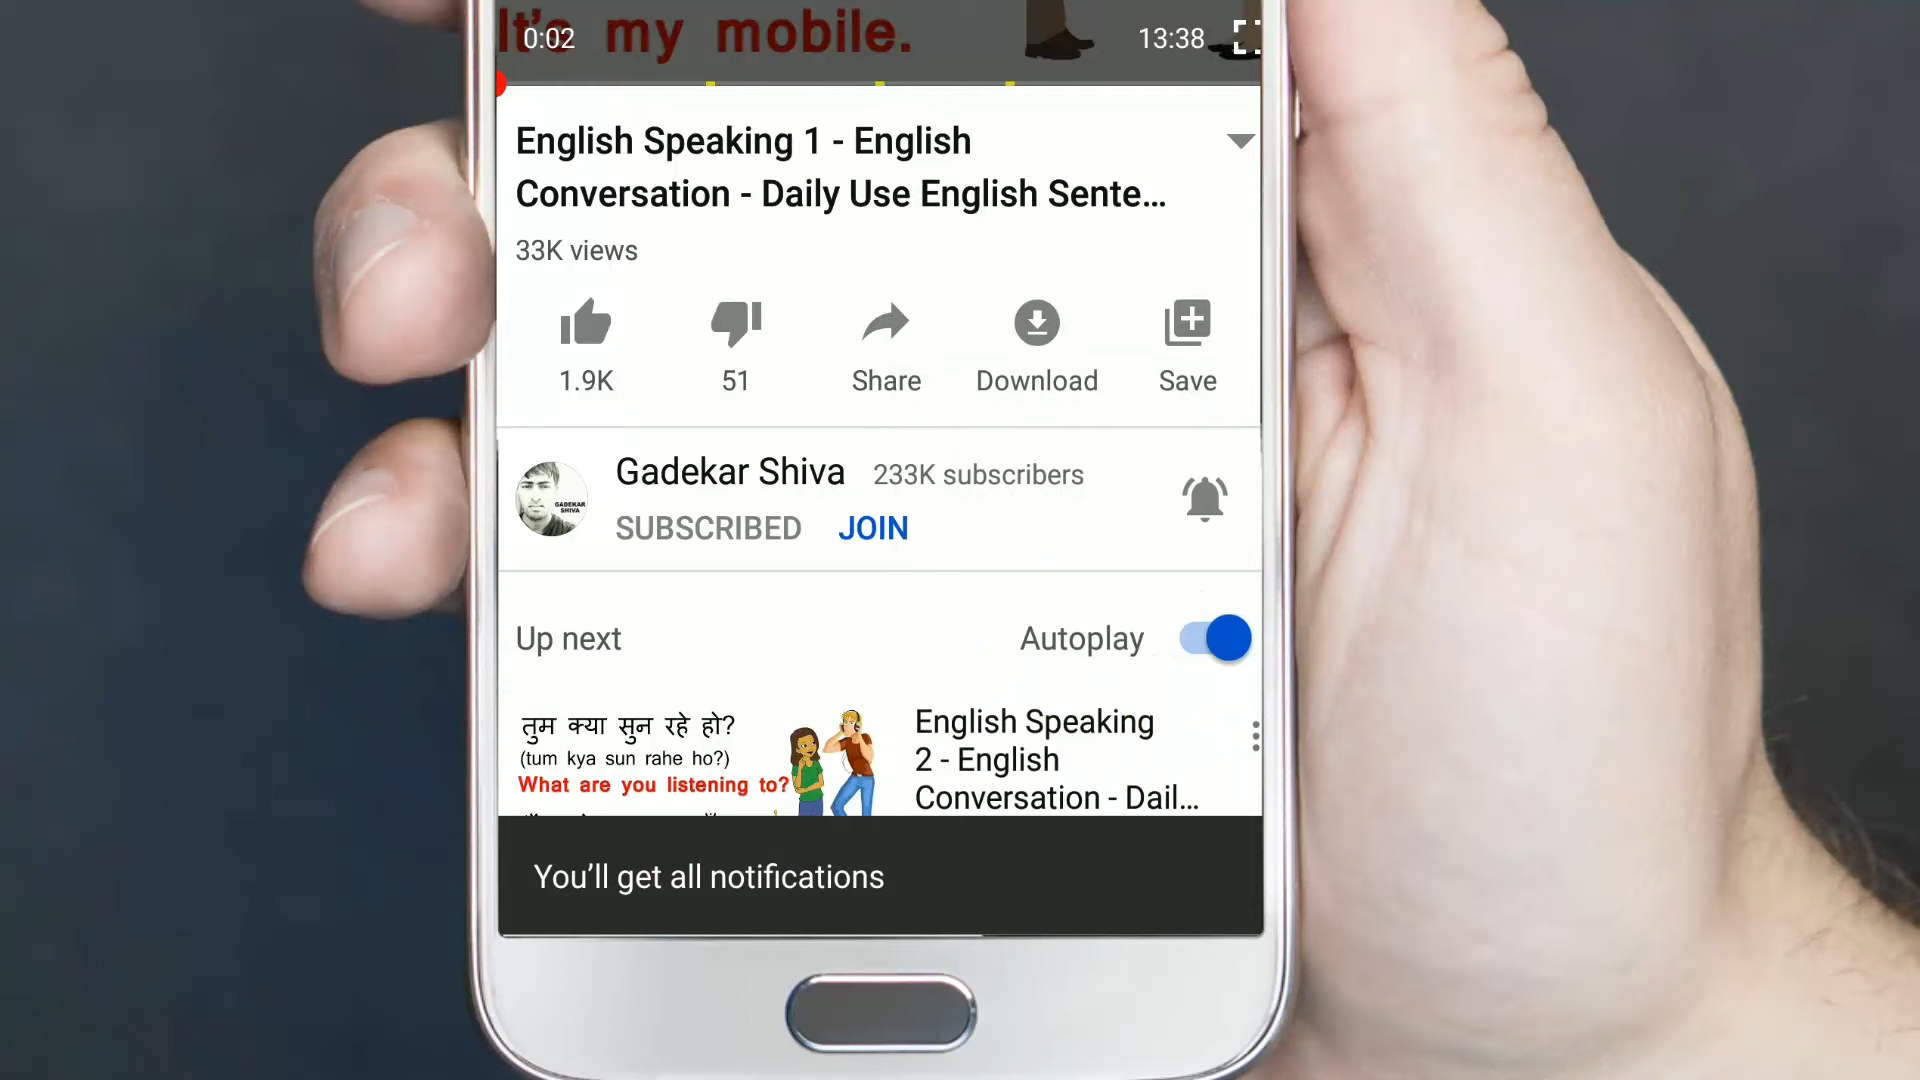 It's my mobile.
0:02
13:38
English Speaking 1 - English
Conversation - Daily Use English Sente...
33K views
1.9K
51
Share
Download
Save
Gadekar Shiva 233K subscribers
GADEKAR
SHIVA
SUBSCRIBED JOIN
Up next
Autoplay
तुम क्या सुन रहे हो?
(tum kya sun rahe ho?)
What are you listening to?
English Speaking
2 - English
Conversation - Dail...
You'll get all notifications